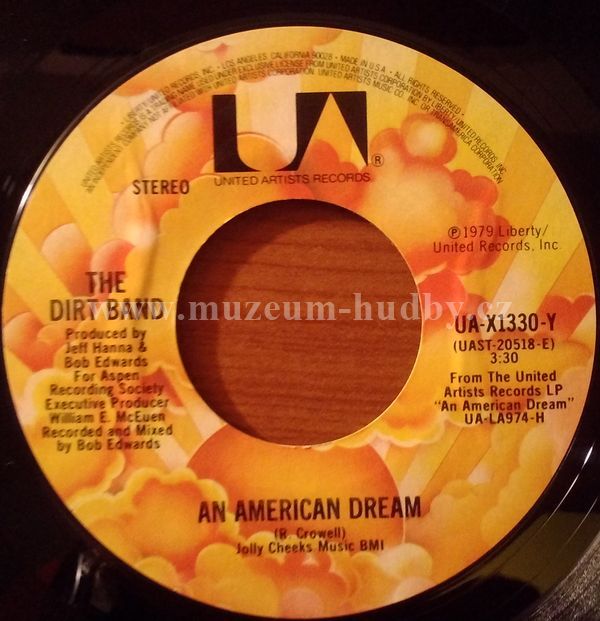 UNITED ARTISTS RECORDS
®
STEREO
℗ 1979 Liberty/
United Records, Inc.
THE
DIRT BAND
Produced by
Jeff Hanna &
Bob Edwards
For Aspen
Recording Society
Executive Producer
William E. McEuen
Recorded and Mixed
by Bob Edwards
www.muzeum-hudby.cz
UA-X1330-Y
(UAST-20518-E)
3:30
From The United
Artists Records LP
"An American Dream"
UA-LA974-H
AN AMERICAN DREAM
(R. Crowell)
Jolly Cheeks Music BMI